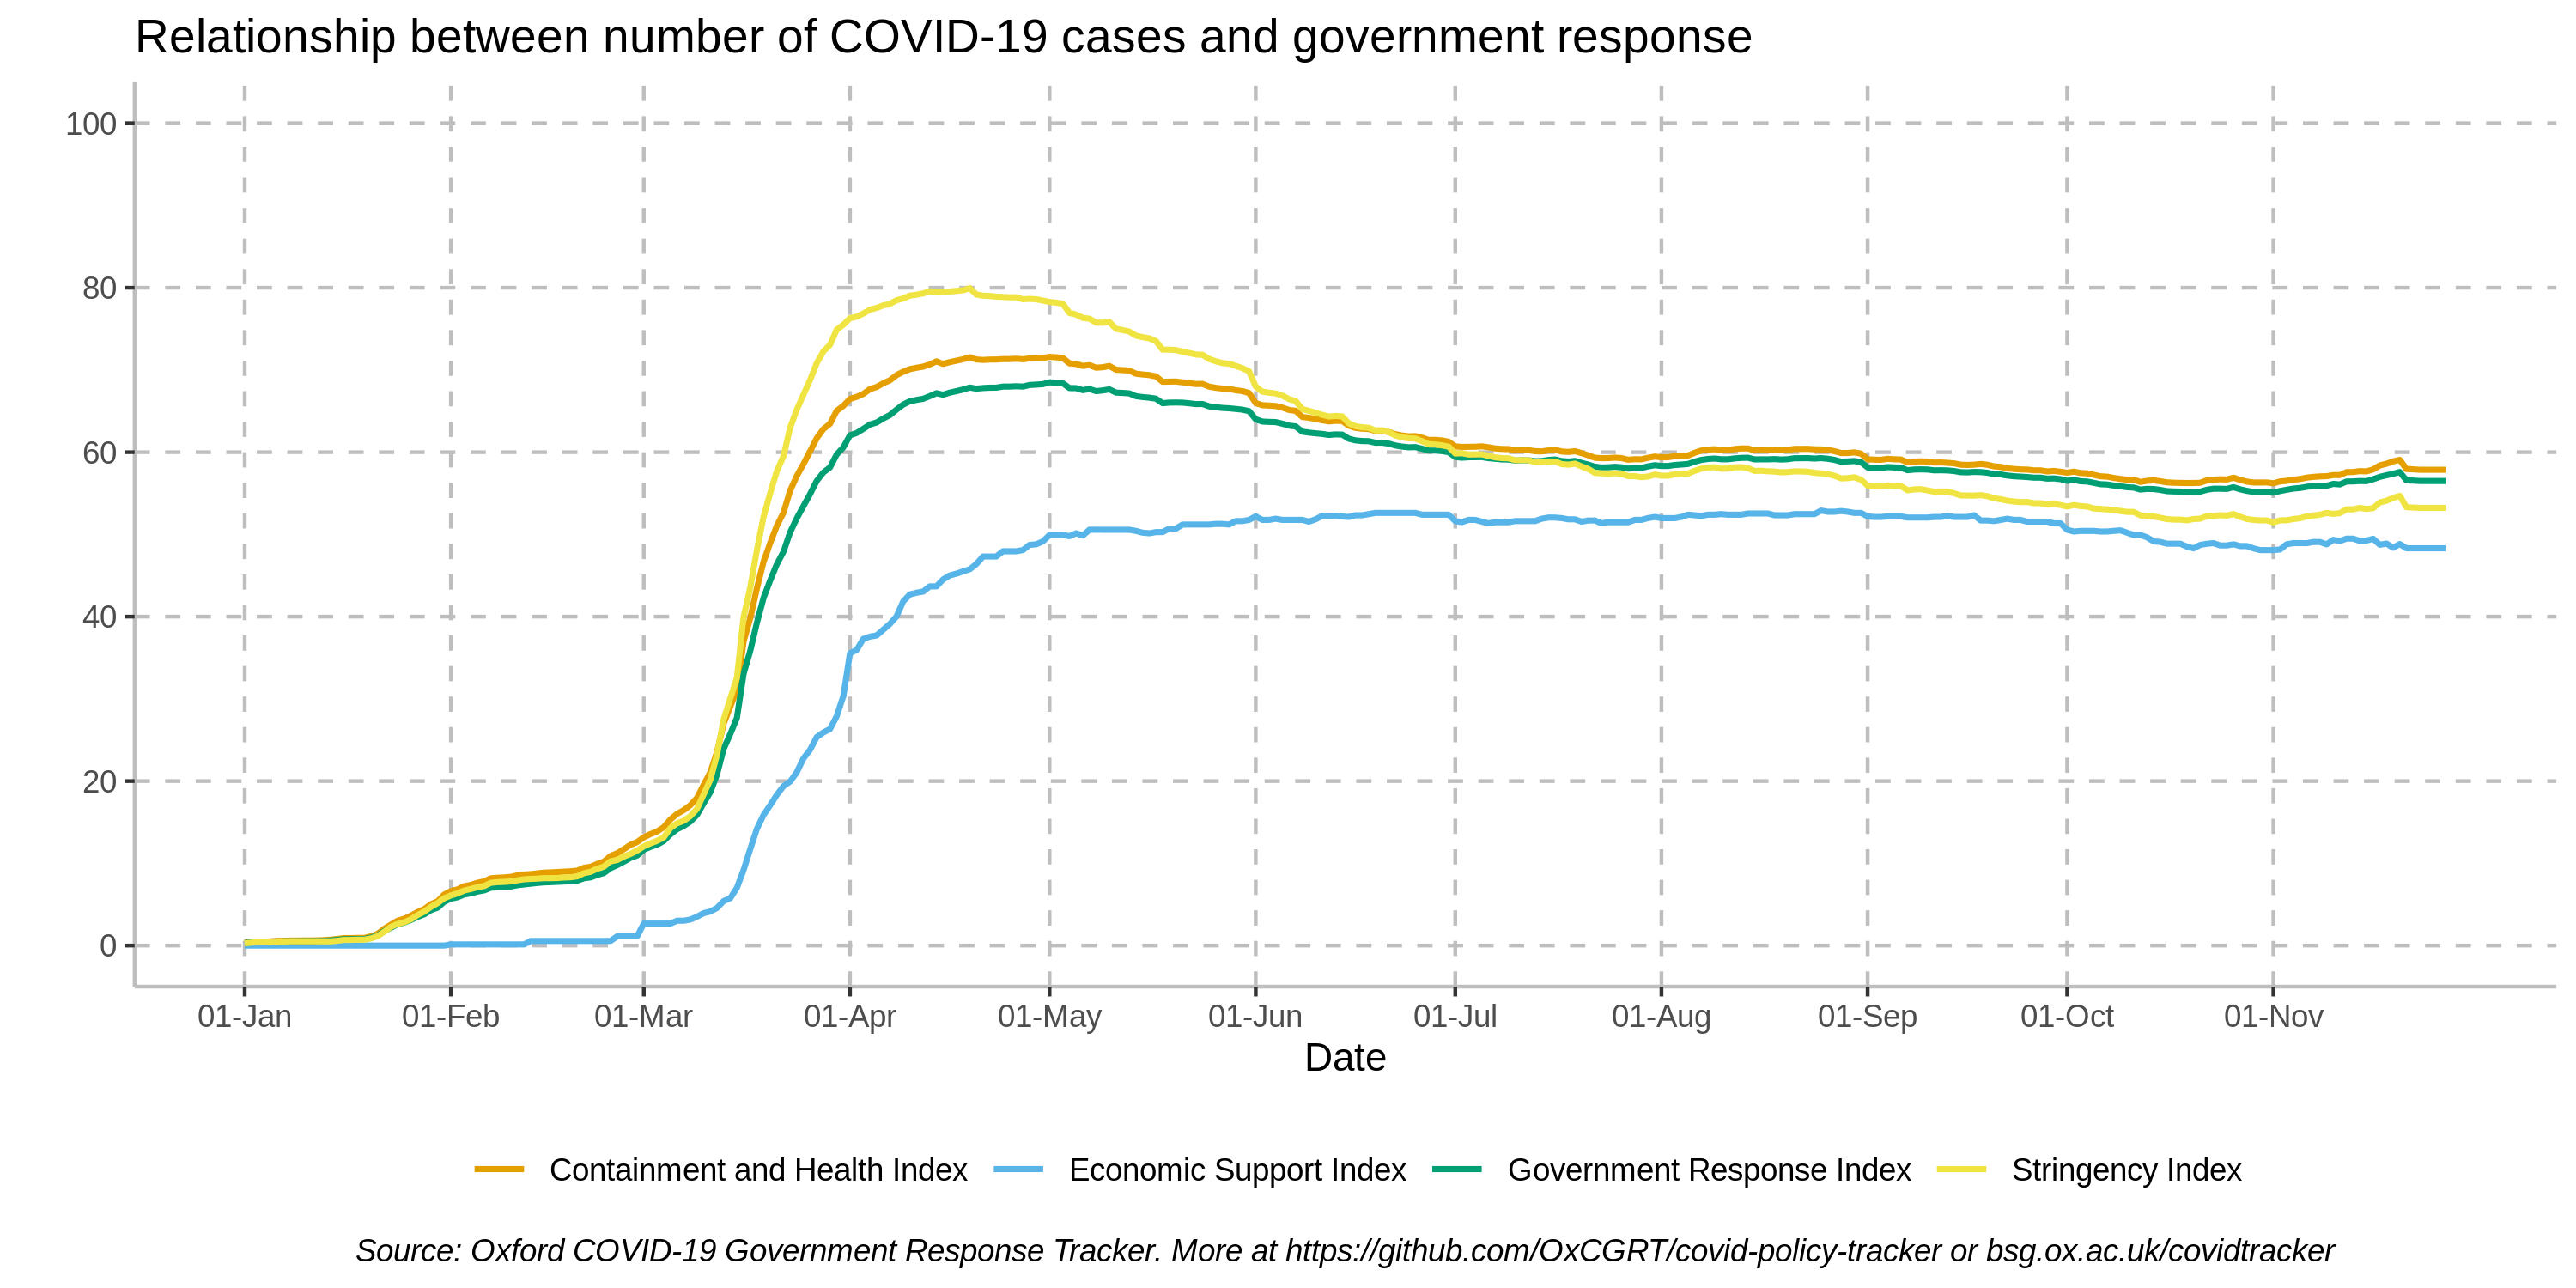 Relationship between number of COVID-19 cases and government response
100
80
60
40
20
0
01-Jan 01-Feb 01-Mar 01-Apr 01-May 01-Jun 01-Jul 01-Aug 01-Sep 01-Oct 01-Nov
Date
Containment and Health Index Economic Support Index Government Response Index Stringency Index
Source: Oxford COVID-19 Government Response Tracker. More at https://github.com/OxCGRT/covid-policy-tracker or bsg.ox.ac.uk/covidtracker